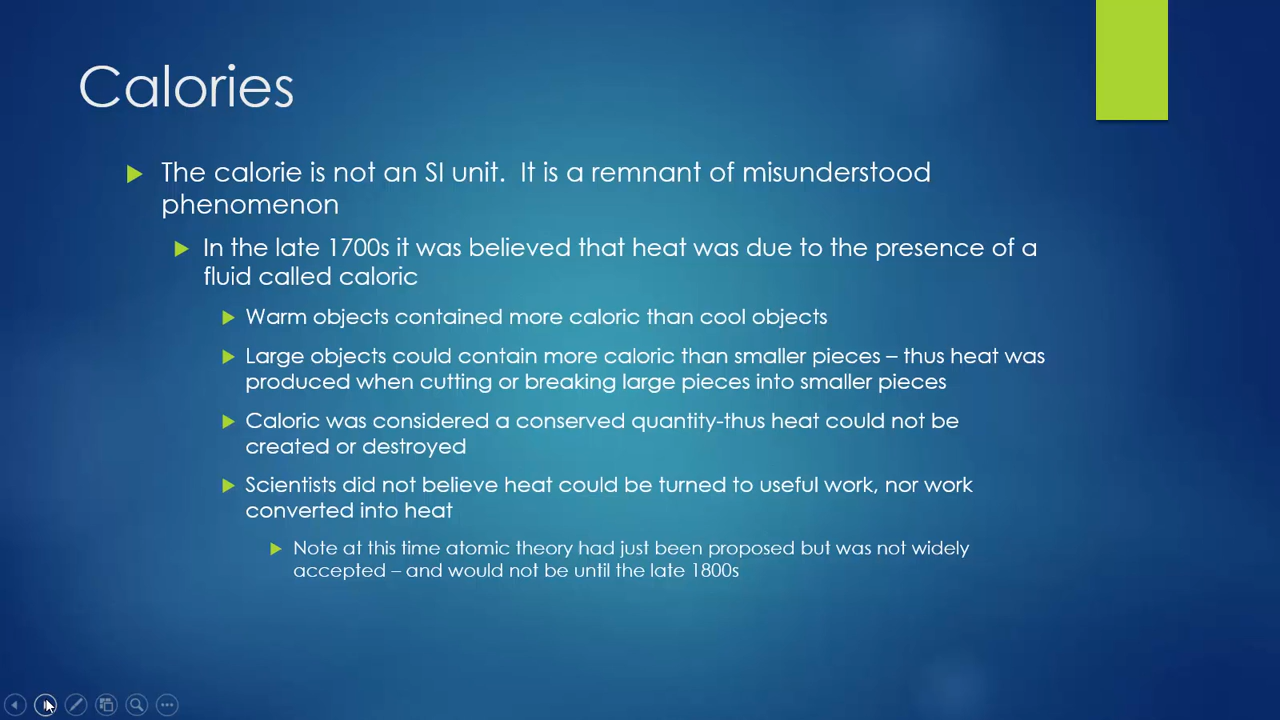 Calories
The calorie is not an SI unit.  It is a remnant of misunderstood
phenomenon
In the late 1700s it was believed that heat was due to the presence of a
fluid called caloric
Warm objects contained more caloric than cool objects
Large objects could contain more caloric than smaller pieces – thus heat was
produced when cutting or breaking large pieces into smaller pieces
Caloric was considered a conserved quantity-thus heat could not be
created or destroyed
Scientists did not believe heat could be turned to useful work, nor work
converted into heat
Note at this time atomic theory had just been proposed but was not widely
accepted – and would not be until the late 1800s